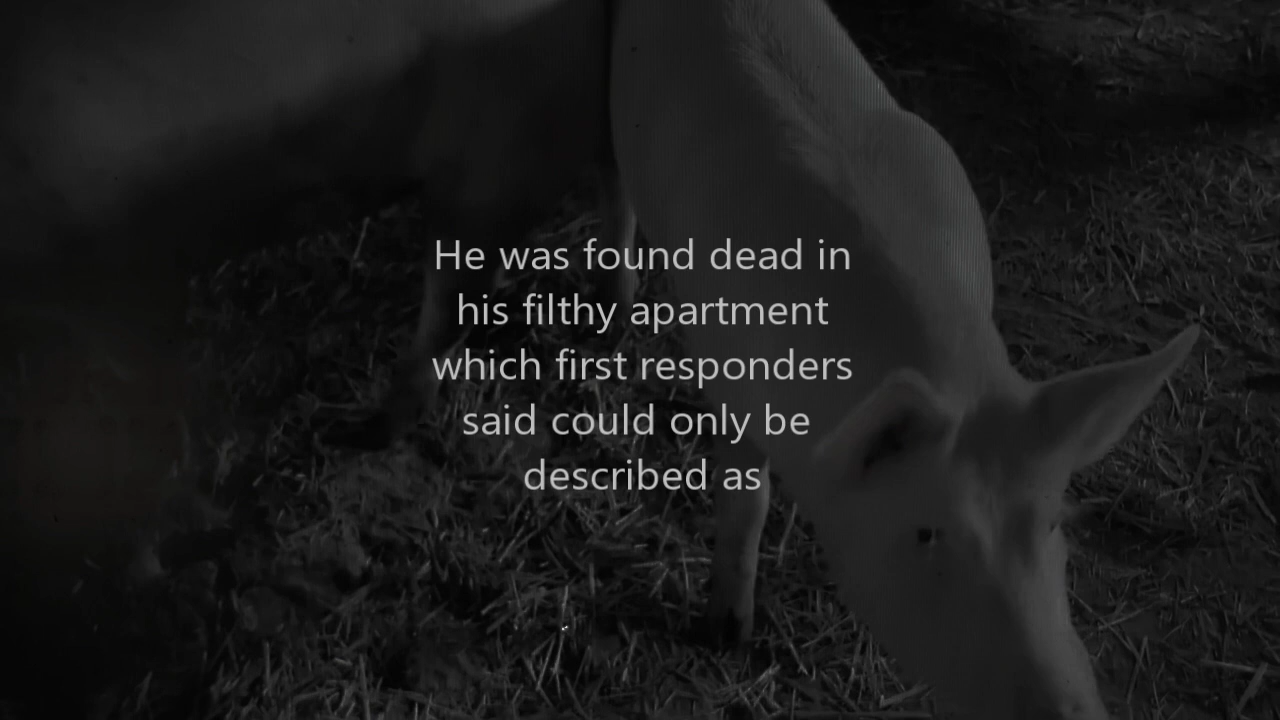 He was found dead in
his filthy apartment
which first responders
said could only be
described as